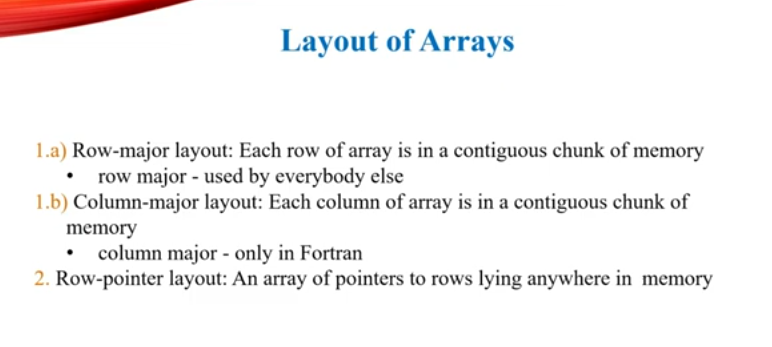 Layout of Arrays
1.a) Row-major layout: Each row of array is in a contiguous chunk of memory
• row major - used by everybody else
1.b) Column-major layout: Each column of array is in a contiguous chunk of
memory
• column major - only in Fortran
2. Row-pointer layout: An array of pointers to rows lying anywhere in memory